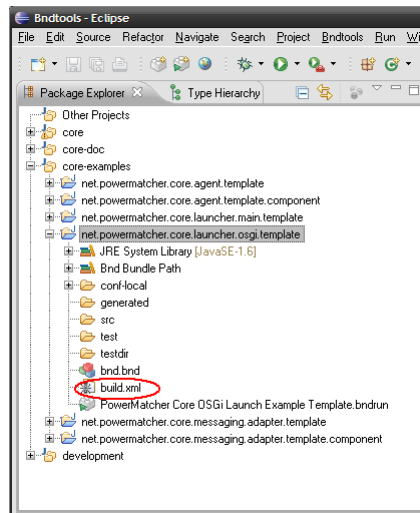 Bndtools - Eclipse
File Edit Source Refactor Navigate Search Project Bndtools Run Wi
Package Explorer Type Hierarchy
Other Projects
core
core-doc
core-examples
net.powermatcher.core.agent.template
net.powermatcher.core.agent.template.component
net.powermatcher.core.launcher.main.template
net.powermatcher.core.launcher.osgi.template
JRE System Library [JavaSE-1.6]
Bnd Bundle Path
conf-local
generated
src
test
testdir
bnd.bnd
build.xml
PowerMatcher Core OSGi Launch Example Template.bndrun
net.powermatcher.core.messaging.adapter.template
net.powermatcher.core.messaging.adapter.template.component
development